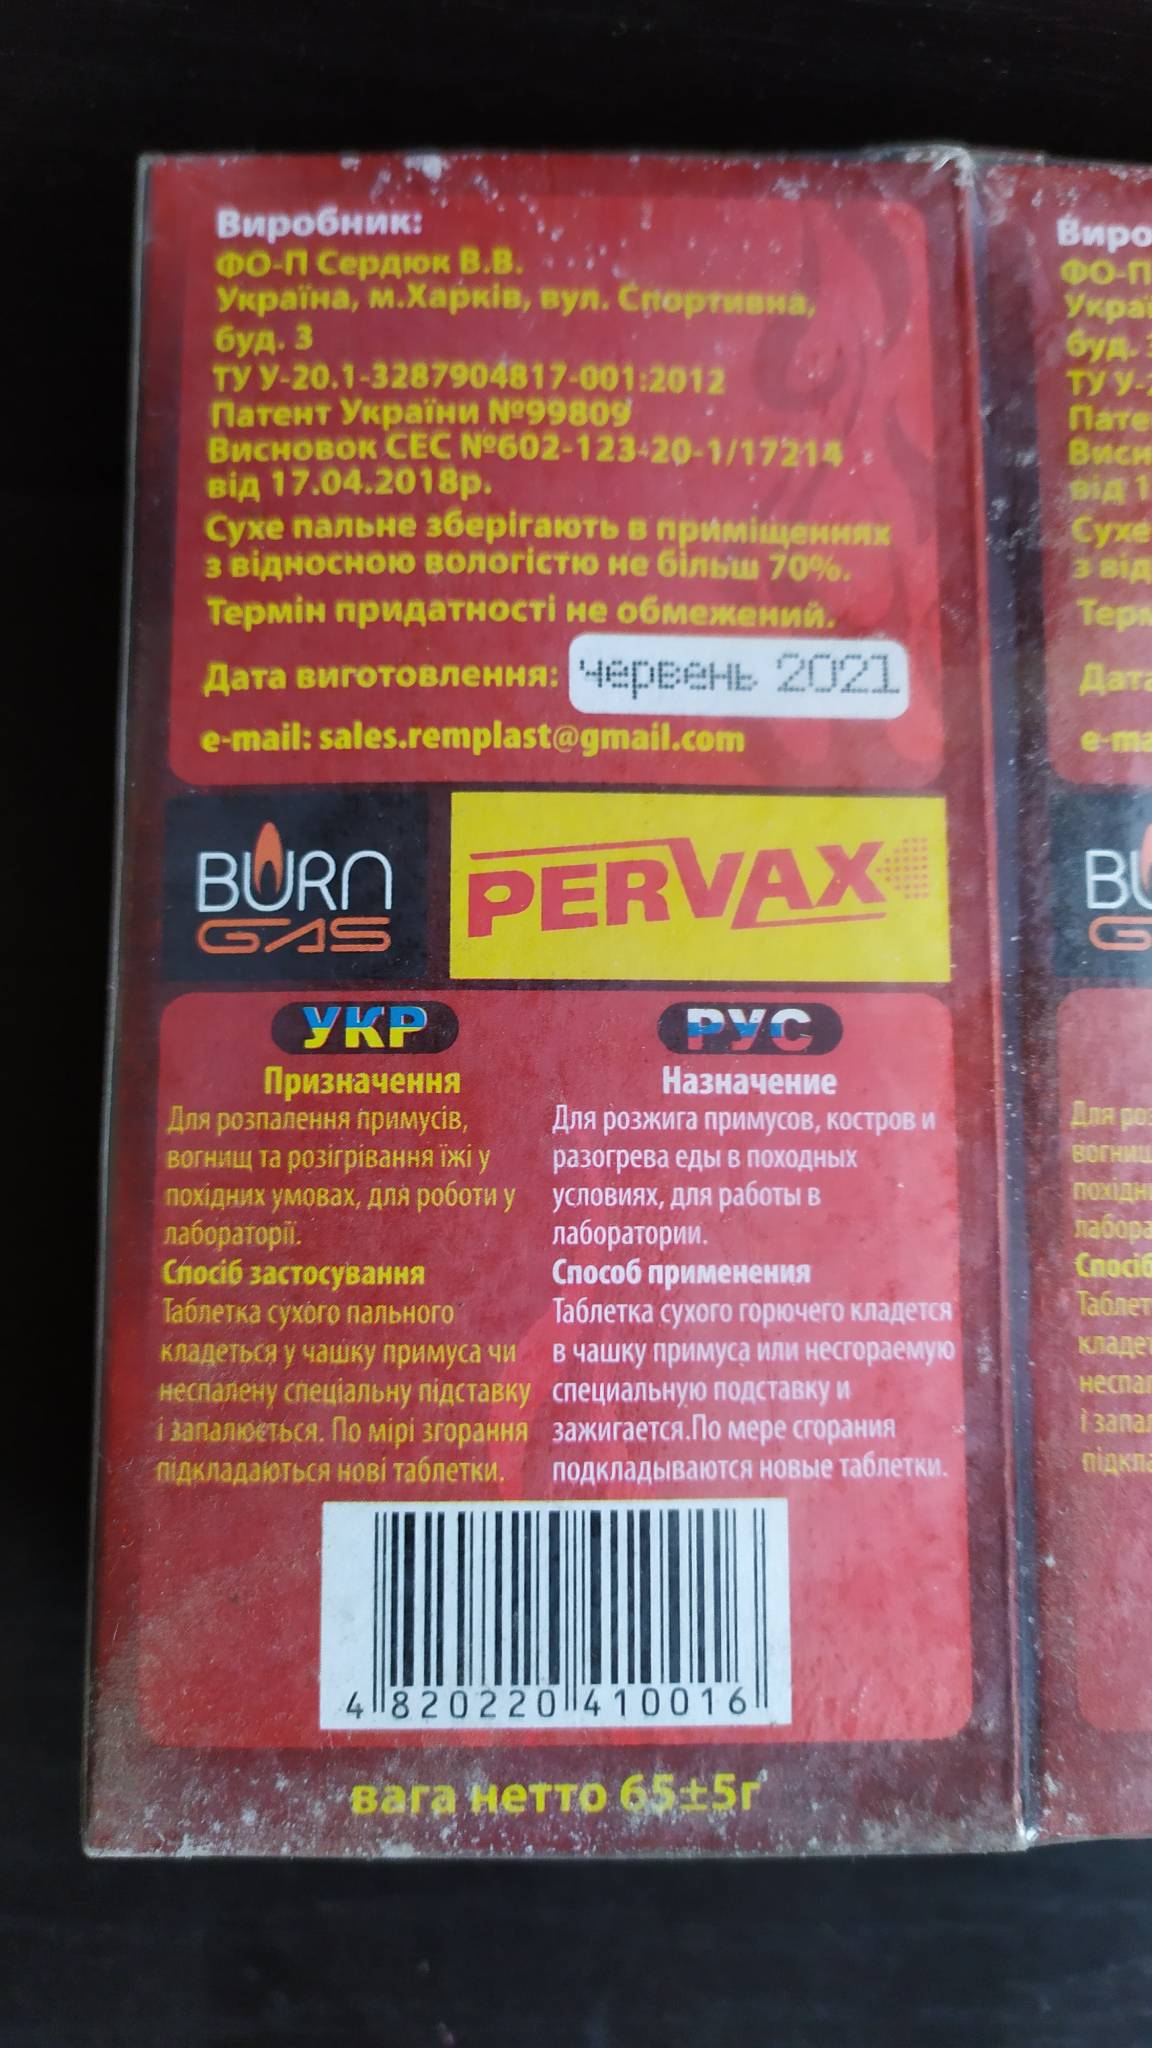 Виробник:
ФО-П Сердюк В.В.
Україна, м.Харків, вул. Спортивна,
буд. 3
ТУ У-20.1-3287904817-001:2012
Патент України №99809
Висновок СЕС №602-123-20-1/17214
від 17.04.2018р.
Сухе пальне зберігають в приміщеннях
з відносною вологістю не більш 70%.
Термін придатності не обмежений.
Дата виготовлення: червень 2021
e-mail: sales.remplast@gmail.com
BURN
GAS
PERVAX
УКР
Призначення
Для розпалення примусів,
вогнищ та розігрівання їжі у
похідних умовах, для роботи у
лабораторії.
Спосіб застосування
Таблетка сухого пального
кладеться у чашку примуса чи
неспалену спеціальну підставку
і запалюється. По мірі згорання
підкладаються нові таблетки.
РУС
Назначение
Для розжига примусов, костров и
разогрева еды в походных
условиях, для работы в
лаборатории.
Способ применения
Таблетка сухого горючего кладется
в чашку примуса или несгораемую
специальную подставку и
зажигается.По мере сгорания
подкладываются новые таблетки.
4 820220 410016
вага нетто 65±5г